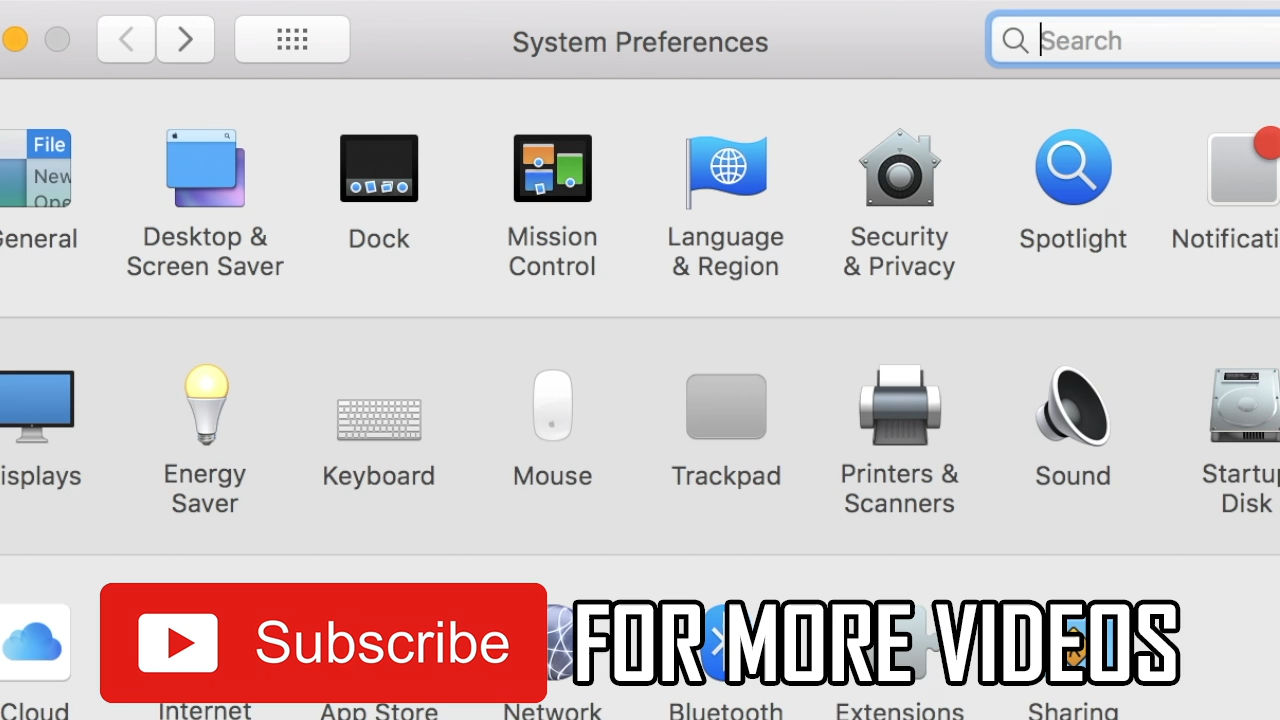 System Preferences
Search
File
New
Ope
General
Desktop &
Screen Saver
Dock
Mission
Control
Language
& Region
Security
& Privacy
Spotlight
Notificati
isplays
Energy
Saver
Keyboard
Mouse
Trackpad
Printers &
Scanners
Sound
Startup
Disk
Subscribe
FOR MORE VIDEOS
Cloud
Internet
App Store
Network
Bluetooth
Extensions
Sharing